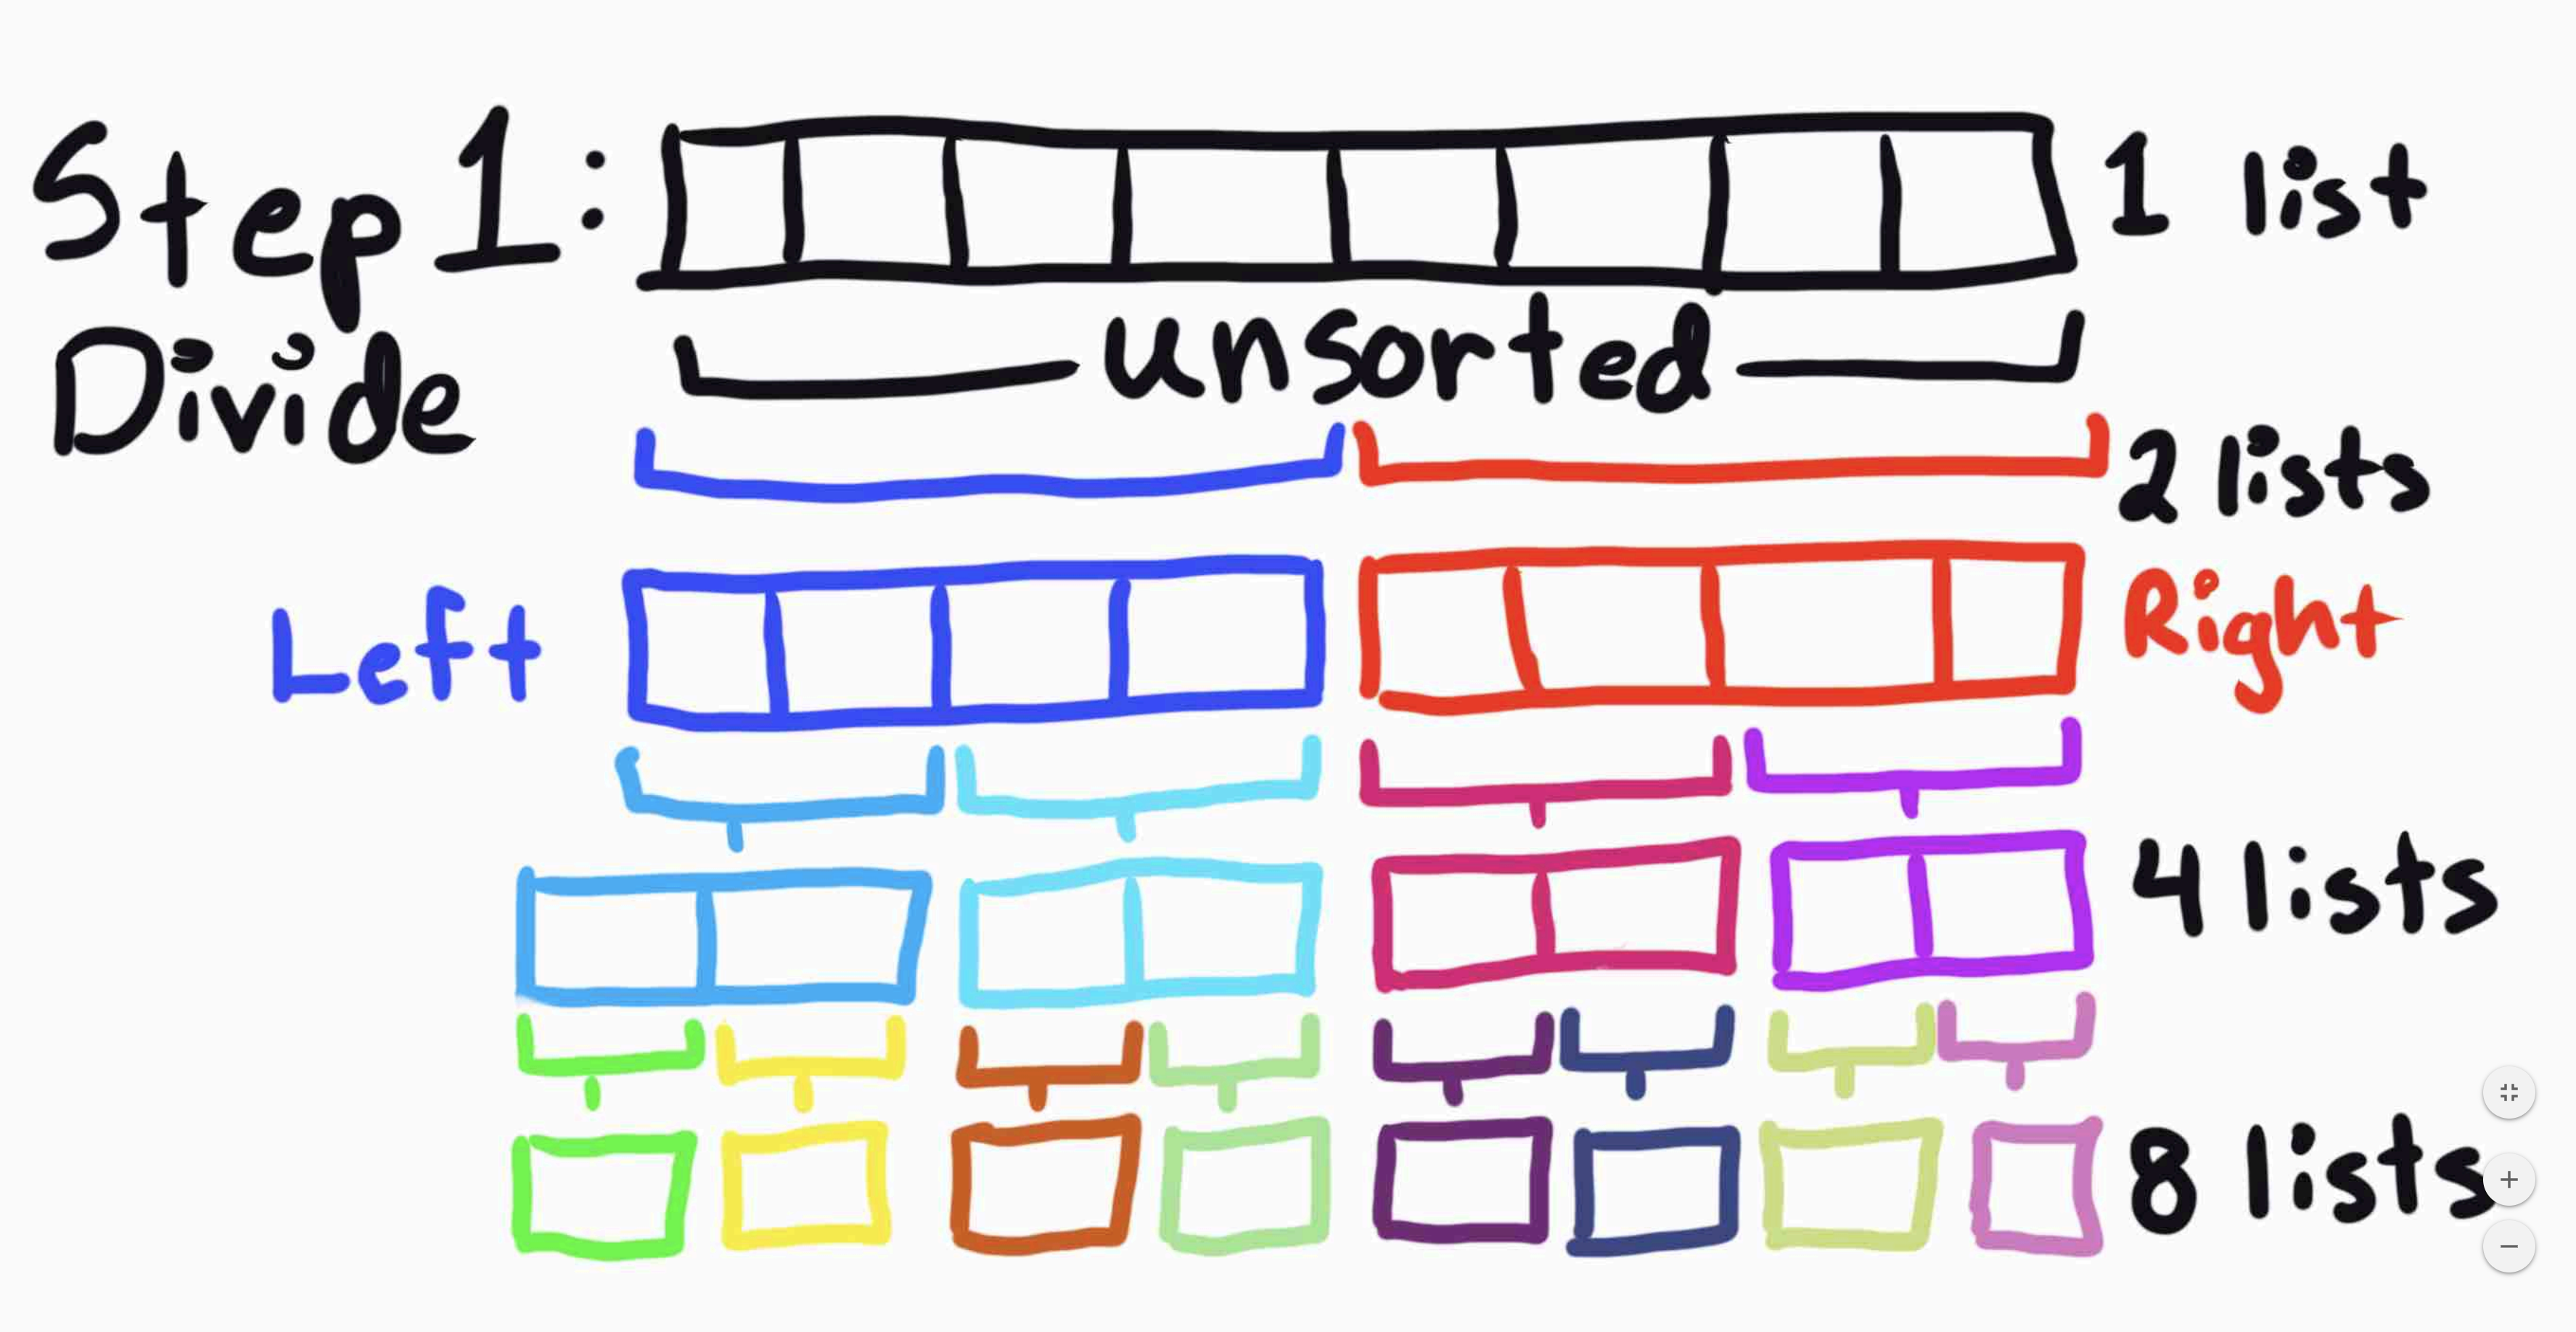 Step 1:
1 list
Divide
unsorted
2 lists
Left
Right
4 lists
8 lists